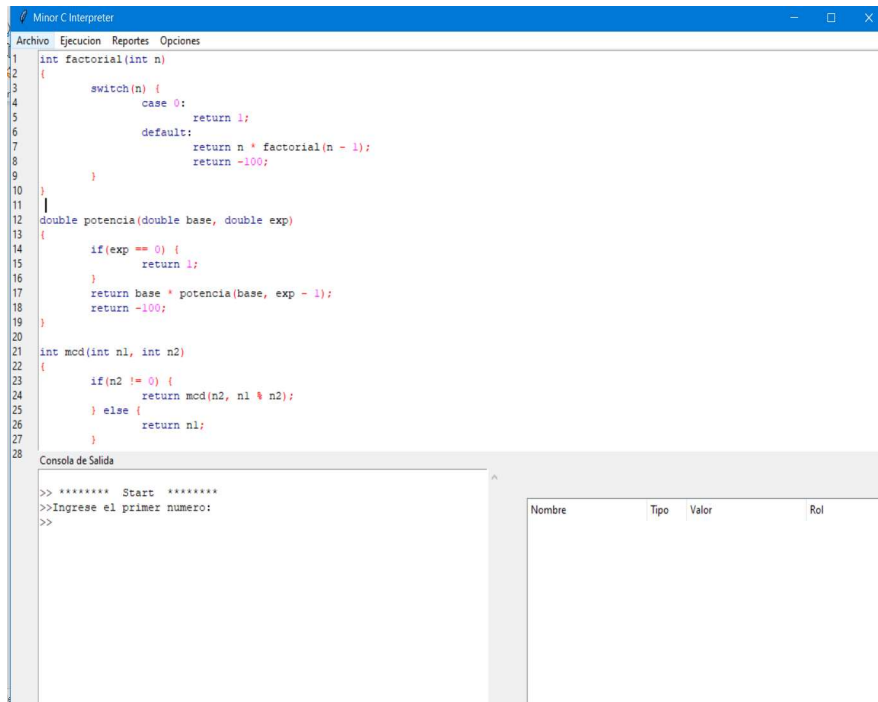 Minor C Interpreter
Archivo Ejecucion Reportes Opciones
1 int factorial(int n)
2 {
3 switch(n) {
4 case 0:
5 return 1;
6 default:
7 return n * factorial(n - 1);
8 return -100;
9 }
10 }
11
12 double potencia(double base, double exp)
13 {
14 if(exp == 0) {
15 return 1;
16 }
17 return base * potencia(base, exp - 1);
18 return -100;
19 }
20
21 int mcd(int n1, int n2)
22 {
23 if(n2 != 0) {
24 return mcd(n2, n1 % n2);
25 } else {
26 return n1;
27 }
28
Consola de Salida
>> ******** Start ********
>>Ingrese el primer numero:
>>
Nombre Tipo Valor Rol